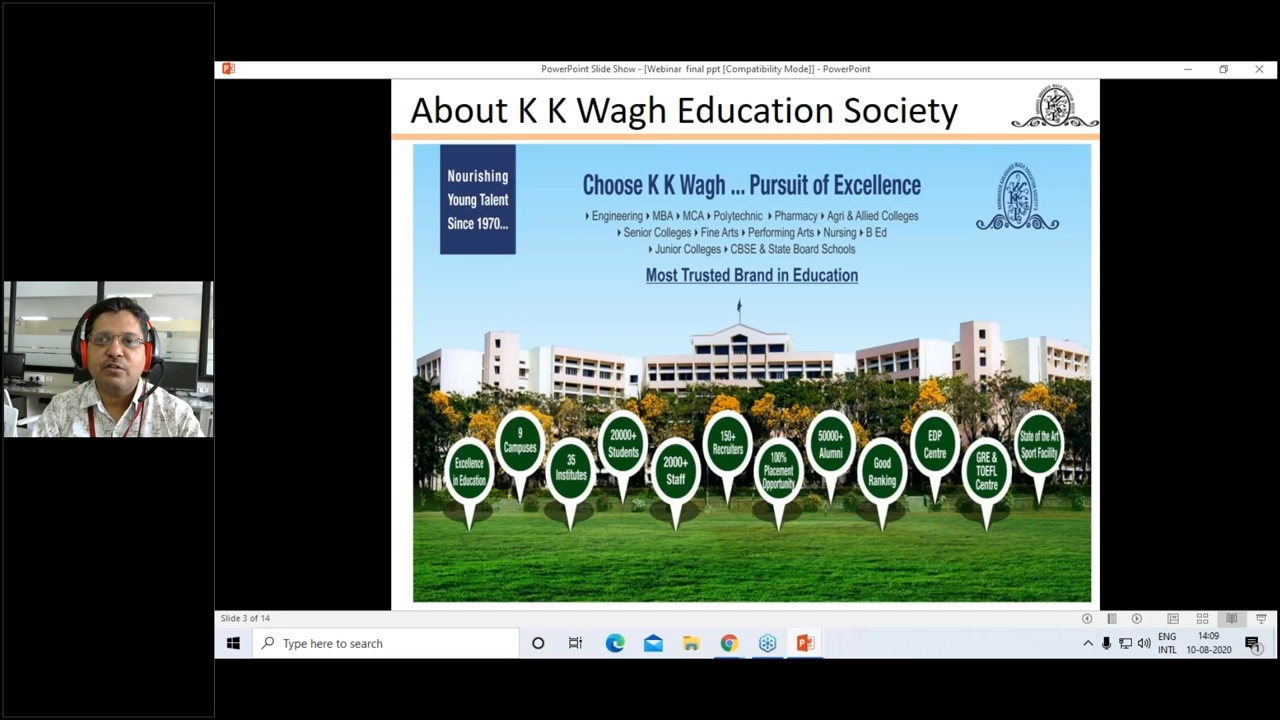 PowerPoint Slide Show - [Webinar final ppt [Compatibility Mode]] - PowerPoint
About K K Wagh Education Society
Nourishing
Young Talent
Since 1970...
Choose K K Wagh ... Pursuit of Excellence
Engineering MBA MCA Polytechnic Pharmacy Agri & Allied Colleges
Senior Colleges Fine Arts Performing Arts Nursing B Ed
Junior Colleges CBSE & State Board Schools
Most Trusted Brand in Education
Excellence
in Education
9
Campuses
35
Institutes
20000+
Students
2000+
Staff
150+
Recruiters
100%
Placement
Opportunity
50000+
Alumni
Good
Ranking
EDP
Centre
GRE &
TOEFL
Centre
State of the Art
Sport Facility
Slide 3 of 14
Type here to search
ENG
INTL
14:09
10-08-2020